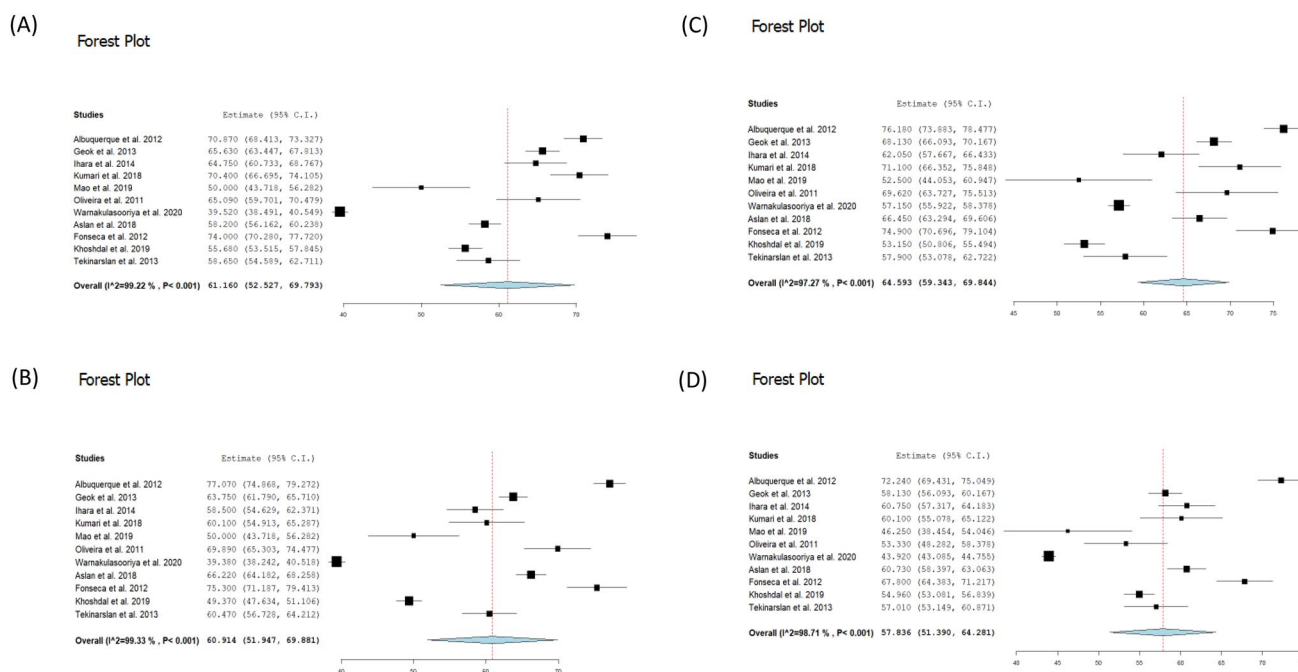 (A)
Forest Plot
Studies Estimate (95% C.I.)
Albuquerque et al. 2012 70.870 (68.413, 73.327)
Geok et al. 2013 65.630 (63.447, 67.813)
Ihara et al. 2014 64.750 (60.733, 68.767)
Kumari et al. 2018 70.400 (66.695, 74.105)
Mao et al. 2019 50.000 (43.718, 56.282)
Oliveira et al. 2011 65.090 (59.701, 70.479)
Warnakulasooriya et al. 2020 39.520 (38.491, 40.549)
Aslan et al. 2018 58.200 (56.162, 60.238)
Fonseca et al. 2012 74.000 (70.280, 77.720)
Khoshdal et al. 2019 55.680 (53.515, 57.845)
Tekinarslan et al. 2013 58.650 (54.589, 62.711)
Overall (I^2=99.22 % , P< 0.001) 61.160 (52.527, 69.793)
40 50 60 70
(B)
Forest Plot
Studies Estimate (95% C.I.)
Albuquerque et al. 2012 77.070 (74.868, 79.272)
Geok et al. 2013 63.750 (61.790, 65.710)
Ihara et al. 2014 58.500 (54.629, 62.371)
Kumari et al. 2018 60.100 (54.913, 65.287)
Mao et al. 2019 50.000 (43.718, 56.282)
Oliveira et al. 2011 69.890 (65.303, 74.477)
Warnakulasooriya et al. 2020 39.380 (38.242, 40.518)
Aslan et al. 2018 66.220 (64.182, 68.258)
Fonseca et al. 2012 75.300 (71.187, 79.413)
Khoshdal et al. 2019 49.370 (47.634, 51.106)
Tekinarslan et al. 2013 60.470 (56.728, 64.212)
Overall (I^2=99.33 % , P< 0.001) 60.914 (51.947, 69.881)
40 50 60 70
(C)
Forest Plot
Studies Estimate (95% C.I.)
Albuquerque et al. 2012 76.180 (73.883, 78.477)
Geok et al. 2013 68.130 (66.093, 70.167)
Ihara et al. 2014 62.050 (57.667, 66.433)
Kumari et al. 2018 71.100 (66.352, 75.848)
Mao et al. 2019 52.500 (44.053, 60.947)
Oliveira et al. 2011 69.620 (63.727, 75.513)
Warnakulasooriya et al. 2020 57.150 (55.922, 58.378)
Aslan et al. 2018 66.450 (63.294, 69.606)
Fonseca et al. 2012 74.900 (70.696, 79.104)
Khoshdal et al. 2019 53.150 (50.806, 55.494)
Tekinarslan et al. 2013 57.900 (53.078, 62.722)
Overall (I^2=97.27 % , P< 0.001) 64.593 (59.343, 69.844)
45 50 55 60 65 70 75
(D)
Forest Plot
Studies Estimate (95% C.I.)
Albuquerque et al. 2012 72.240 (69.431, 75.049)
Geok et al. 2013 58.130 (56.093, 60.167)
Ihara et al. 2014 60.750 (57.317, 64.183)
Kumari et al. 2018 60.100 (55.078, 65.122)
Mao et al. 2019 46.250 (38.454, 54.046)
Oliveira et al. 2011 53.330 (48.282, 58.378)
Warnakulasooriya et al. 2020 43.920 (43.085, 44.755)
Aslan et al. 2018 60.730 (58.397, 63.063)
Fonseca et al. 2012 67.800 (64.383, 71.217)
Khoshdal et al. 2019 54.960 (53.081, 56.839)
Tekinarslan et al. 2013 57.010 (53.149, 60.871)
Overall (I^2=98.71 % , P< 0.001) 57.836 (51.390, 64.281)
40 45 50 55 60 65 70